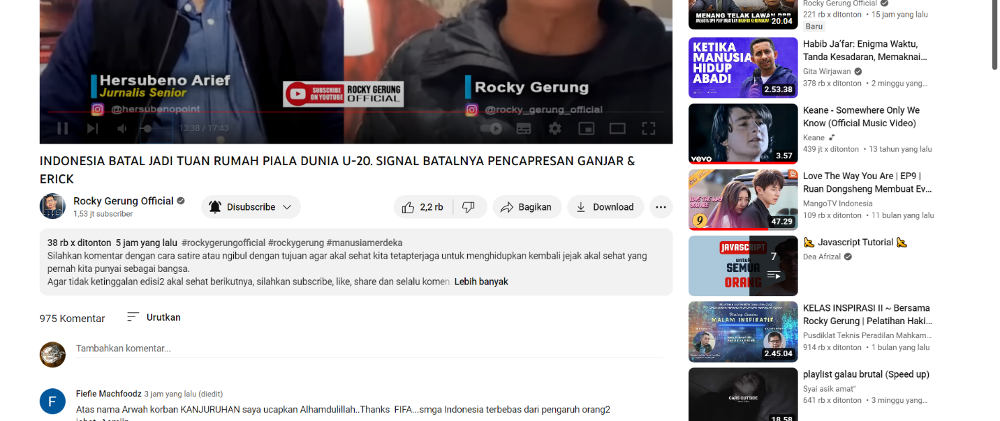 Hersubeno Arief
Jurnalis Senior
@hersubenopoint
SUBSCRIBE
ON YOUTUBE
ROCKY GERUNG
OFFICIAL
Rocky Gerung
@rocky_gerung_official
13:38 / 17:43
INDONESIA BATAL JADI TUAN RUMAH PIALA DUNIA U-20. SIGNAL BATALNYA PENCAPRESAN GANJAR &
ERICK
Rocky Gerung Official
1,53 jt subscriber
Disubscribe
2,2 rb
Bagikan
Download
38 rb x ditonton 5 jam yang lalu #rockygerungofficial #rockygerung #manusiamerdeka
Silahkan komentar dengan cara satire atau ngibul dengan tujuan agar akal sehat kita tetapterjaga untuk menghidupkan kembali jejak akal sehat yang
pernah kita punyai sebagai bangsa.
Agar tidak ketinggalan edisi2 akal sehat berikutnya, silahkan subscribe, like, share dan selalu komen. Lebih banyak
975 Komentar
Urutkan
Tambahkan komentar...
F
Fiefie Machfoodz 3 jam yang lalu (diedit)
Atas nama Arwah korban KANJURUHAN saya ucapkan Alhamdulillah..Thanks FIFA...smga Indonesia terbebas dari pengaruh orang2
MENANG TELAK LAWAN DPR
20.04
Rocky Gerung Official
221 rb x ditonton • 15 jam yang lalu
Baru
KETIKA
MANUSIA
HIDUP
ABADI
2.53.38
Habib Ja'far: Enigma Waktu,
Tanda Kesadaran, Memaknai...
Gita Wirjawan
378 rb x ditonton • 2 minggu yang...
vevo
3.57
Keane - Somewhere Only We
Know (Official Music Video)
Keane
439 jt x ditonton • 13 tahun yang lalu
LOVE THE WAY
YOU ARE
9
47.29
Love The Way You Are | EP9 |
Ruan Dongsheng Membuat Ev...
MangoTV Indonesia
109 rb x ditonton • 11 bulan yang lalu
JAVASCRIPT
untuk
SEMUA
ORANG
7
Javascript Tutorial
Dea Afrizal
Dialog Canda
MALAM INSPIRATIF
2.45.04
KELAS INSPIRASI II ~ Bersama
Rocky Gerung | Pelatihan Haki...
Pusdiklat Teknis Peradilan Mahkam...
914 rb x ditonton • 1 bulan yang lalu
CARS OUTSIDE
18.58
playlist galau brutal (Speed up)
Syai asik amat"
641 rb x ditonton • 3 minggu yang...